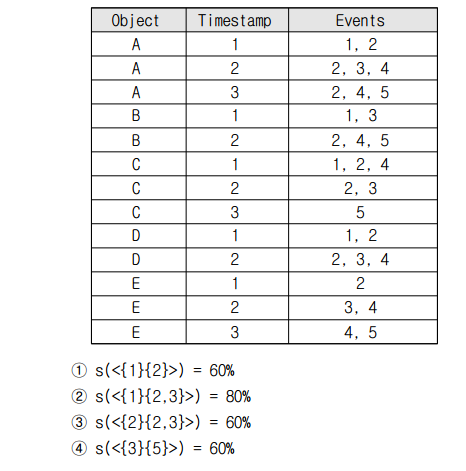 Object Timestamp Events
A 1 1, 2
A 2 2, 3, 4
A 3 2, 4, 5
B 1 1, 3
B 2 2, 4, 5
C 1 1, 2, 4
C 2 2, 3
C 3 5
D 1 1, 2
D 2 2, 3, 4
E 1 2
E 2 3, 4
E 3 4, 5
① s(<{1}{2}>) = 60%
② s(<{1}{2,3}>) = 80%
③ s(<{2}{2,3}>) = 60%
④ s(<{3}{5}>) = 60%